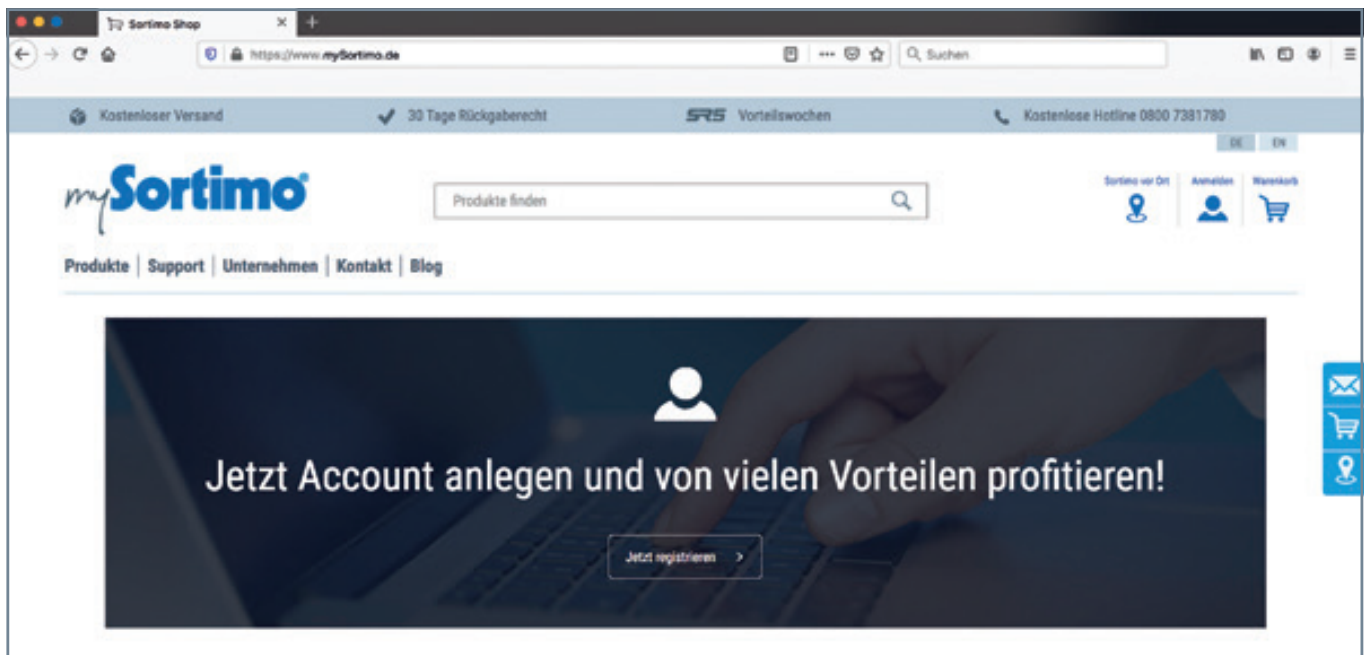 Sortimo Shop
https://www.mySortimo.de
Suchen
Kostenloser Versand
30 Tage Rückgaberecht
SRS Vorteilswochen
Kostenlose Hotline 0800 7381780
DE EN
mySortimo
Produkte finden
Sortimo vor Ort
Anmelden
Warenkorb
Produkte | Support | Unternehmen | Kontakt | Blog
Jetzt Account anlegen und von vielen Vorteilen profitieren!
Jetzt registrieren >